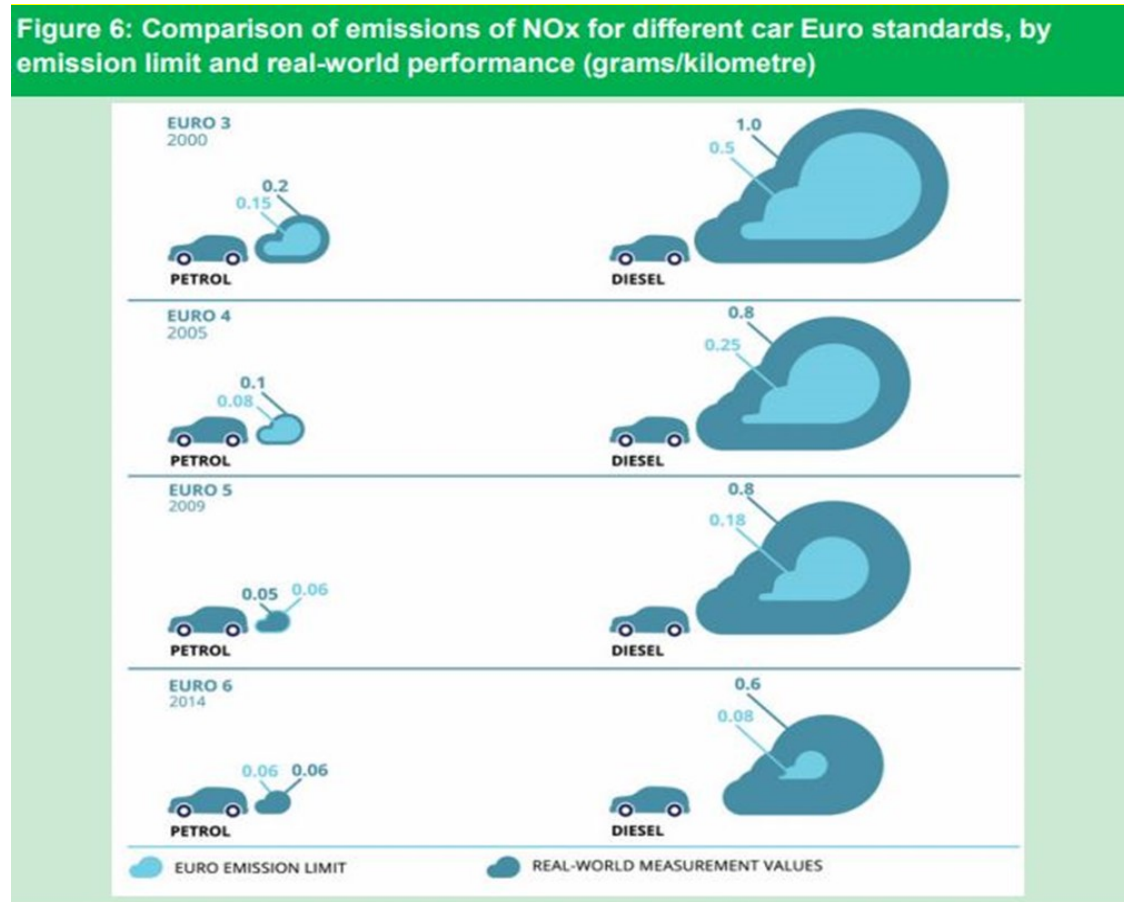 Figure 6: Comparison of emissions of NOx for different car Euro standards, by
emission limit and real-world performance (grams/kilometre)
EURO 3
2000
0.2
0.15
PETROL
1.0
0.5
DIESEL
EURO 4
2005
0.1
0.08
PETROL
0.8
0.25
DIESEL
EURO 5
2009
0.05 0.06
PETROL
0.8
0.18
DIESEL
EURO 6
2014
0.06 0.06
PETROL
0.6
0.08
DIESEL
EURO EMISSION LIMIT
REAL-WORLD MEASUREMENT VALUES